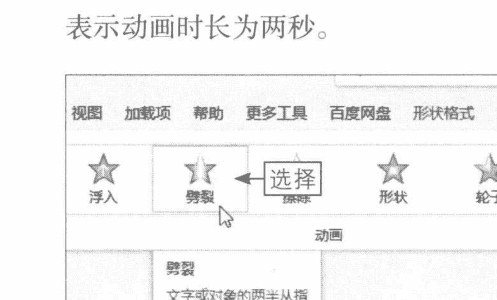 表示动画时长为两秒。
视图 加载项 帮助 更多工具 百度网盘 形状格式
选择
浮入 劈裂 擦除 形状 轮子
动画
劈裂
文字或对象的两半从指